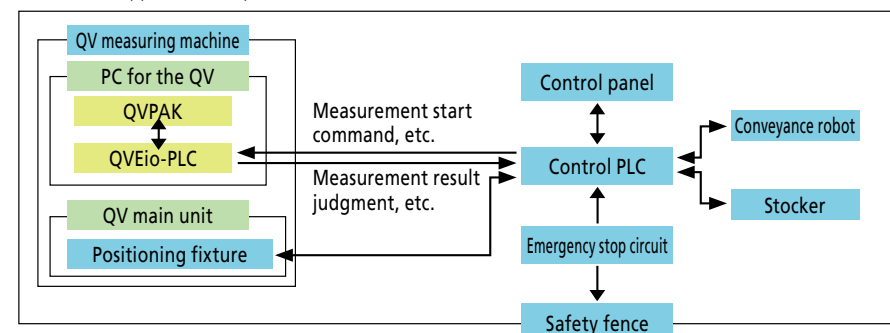 QV measuring machine
PC for the QV
QVPAK
QVEio-PLC
Measurement start
command, etc.
Measurement result
judgment, etc.
QV main unit
Positioning fixture
Control panel
Control PLC
Conveyance robot
Stocker
Emergency stop circuit
Safety fence